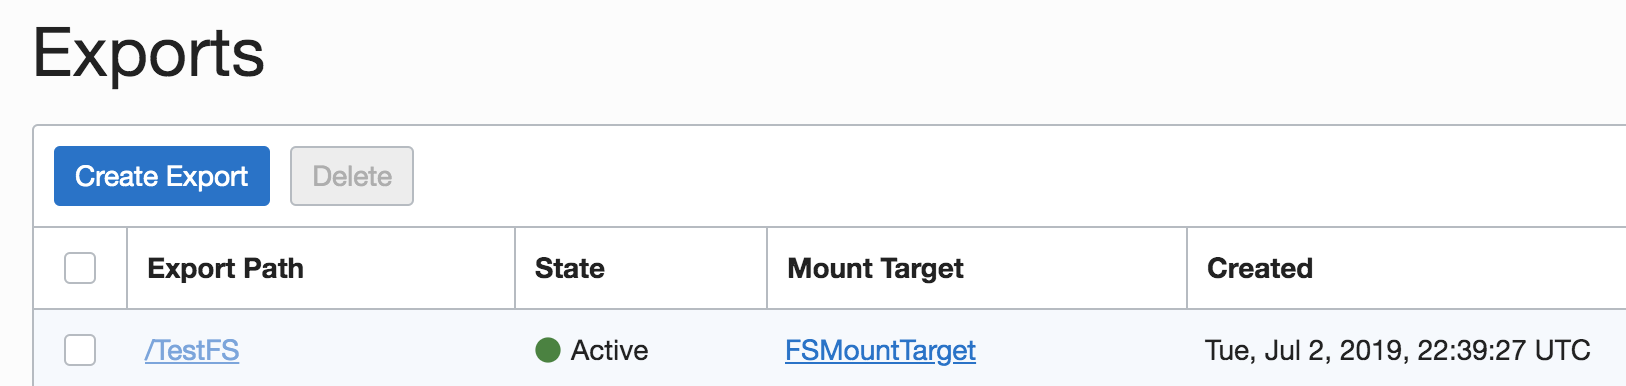 Exports
Create Export Delete
Export Path State Mount Target Created
/TestFS Active FSMountTarget Tue, Jul 2, 2019, 22:39:27 UTC